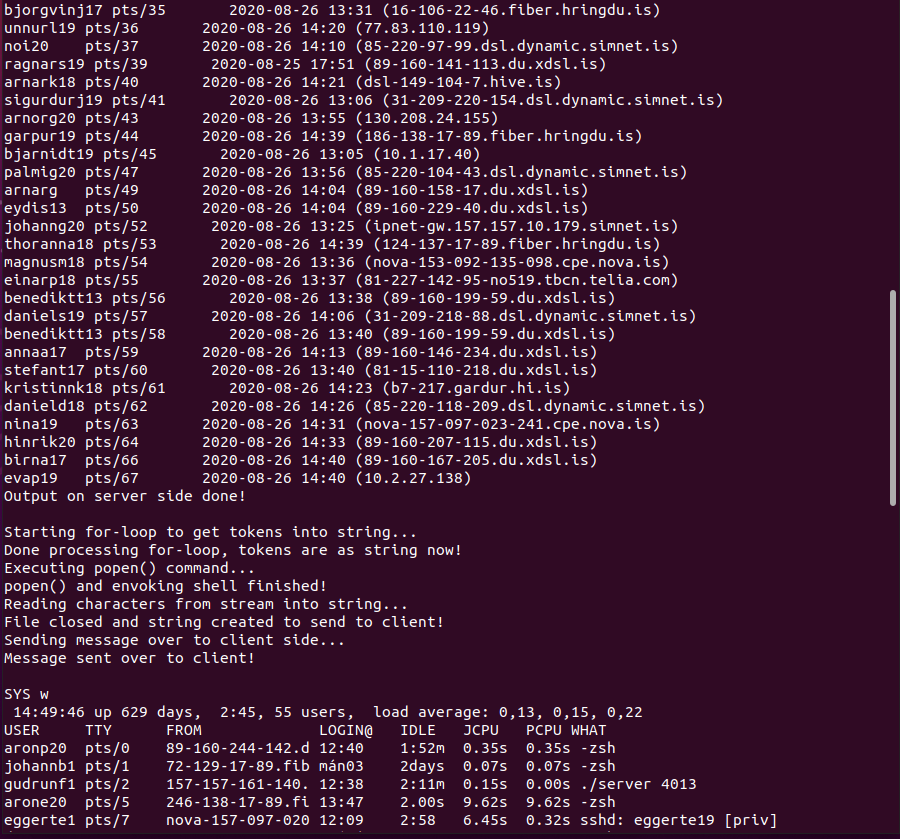 bjorgvinj17 pts/35       2020-08-26 13:31 (16-106-22-46.fiber.hringdu.is)
unnurl19 pts/36       2020-08-26 14:20 (77.83.110.119)
noi20    pts/37       2020-08-26 14:10 (85-220-97-99.dsl.dynamic.simnet.is)
ragnars19 pts/39       2020-08-25 17:51 (89-160-141-113.du.xdsl.is)
arnark18 pts/40       2020-08-26 14:21 (dsl-149-104-7.hive.is)
sigurdurj19 pts/41       2020-08-26 13:06 (31-209-220-154.dsl.dynamic.simnet.is)
arnorg20 pts/43       2020-08-26 13:55 (130.208.24.155)
garpur19 pts/44       2020-08-26 14:39 (186-138-17-89.fiber.hringdu.is)
bjarnidt19 pts/45       2020-08-26 13:05 (10.1.17.40)
palmig20 pts/47       2020-08-26 13:56 (85-220-104-43.dsl.dynamic.simnet.is)
arnarg   pts/49       2020-08-26 14:04 (89-160-158-17.du.xdsl.is)
eydis13  pts/50       2020-08-26 14:04 (89-160-229-40.du.xdsl.is)
johanng20 pts/52       2020-08-26 13:25 (ipnet-gw.157.157.10.179.simnet.is)
thoranna18 pts/53       2020-08-26 14:39 (124-137-17-89.fiber.hringdu.is)
magnusm18 pts/54       2020-08-26 13:36 (nova-153-092-135-098.cpe.nova.is)
einarp18 pts/55       2020-08-26 13:37 (81-227-142-95-no519.tbcn.telia.com)
benediktt13 pts/56       2020-08-26 13:38 (89-160-199-59.du.xdsl.is)
daniels19 pts/57       2020-08-26 14:06 (31-209-218-88.dsl.dynamic.simnet.is)
benediktt13 pts/58       2020-08-26 13:40 (89-160-199-59.du.xdsl.is)
annaa17  pts/59       2020-08-26 14:13 (89-160-146-234.du.xdsl.is)
stefant17 pts/60       2020-08-26 13:40 (81-15-110-218.du.xdsl.is)
kristinnk18 pts/61       2020-08-26 14:23 (b7-217.gardur.hi.is)
danield18 pts/62       2020-08-26 14:26 (85-220-118-209.dsl.dynamic.simnet.is)
nina19   pts/63       2020-08-26 14:31 (nova-157-097-023-241.cpe.nova.is)
hinrik20 pts/64       2020-08-26 14:33 (89-160-207-115.du.xdsl.is)
birna17  pts/66       2020-08-26 14:40 (89-160-167-205.du.xdsl.is)
evap19   pts/67       2020-08-26 14:40 (10.2.27.138)
Output on server side done!
Starting for-loop to get tokens into string...
Done processing for-loop, tokens are as string now!
Executing popen() command...
popen() and envoking shell finished!
Reading characters from stream into string...
File closed and string created to send to client!
Sending message over to client side...
Message sent over to client!
SYS w
 14:49:46 up 629 days,  2:45, 55 users,  load average: 0,13, 0,15, 0,22
USER     TTY      FROM             LOGIN@   IDLE   JCPU   PCPU WHAT
aronp20  pts/0    89-160-244-142.d 12:40    1:52m  0.35s  0.35s -zsh
johannb1 pts/1    72-129-17-89.fib mán03    2days  0.07s  0.07s -zsh
gudrunf1 pts/2    157-157-161-140. 12:38    2:11m  0.15s  0.00s ./server 4013
arone20  pts/5    246-138-17-89.fi 13:47    2.00s  9.62s  9.62s -zsh
eggerte1 pts/7    nova-157-097-020 12:09    2:58   6.45s  0.32s sshd: eggerte19 [priv]